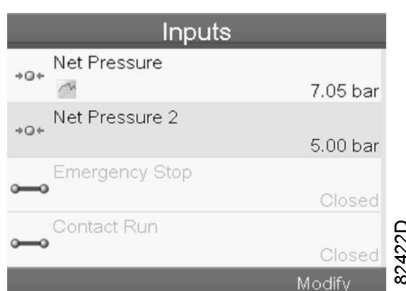 Inputs
Net Pressure
7.05 bar
Net Pressure 2
5.00 bar
Emergency Stop
Closed
Contact Run
Closed
Modify
82422D